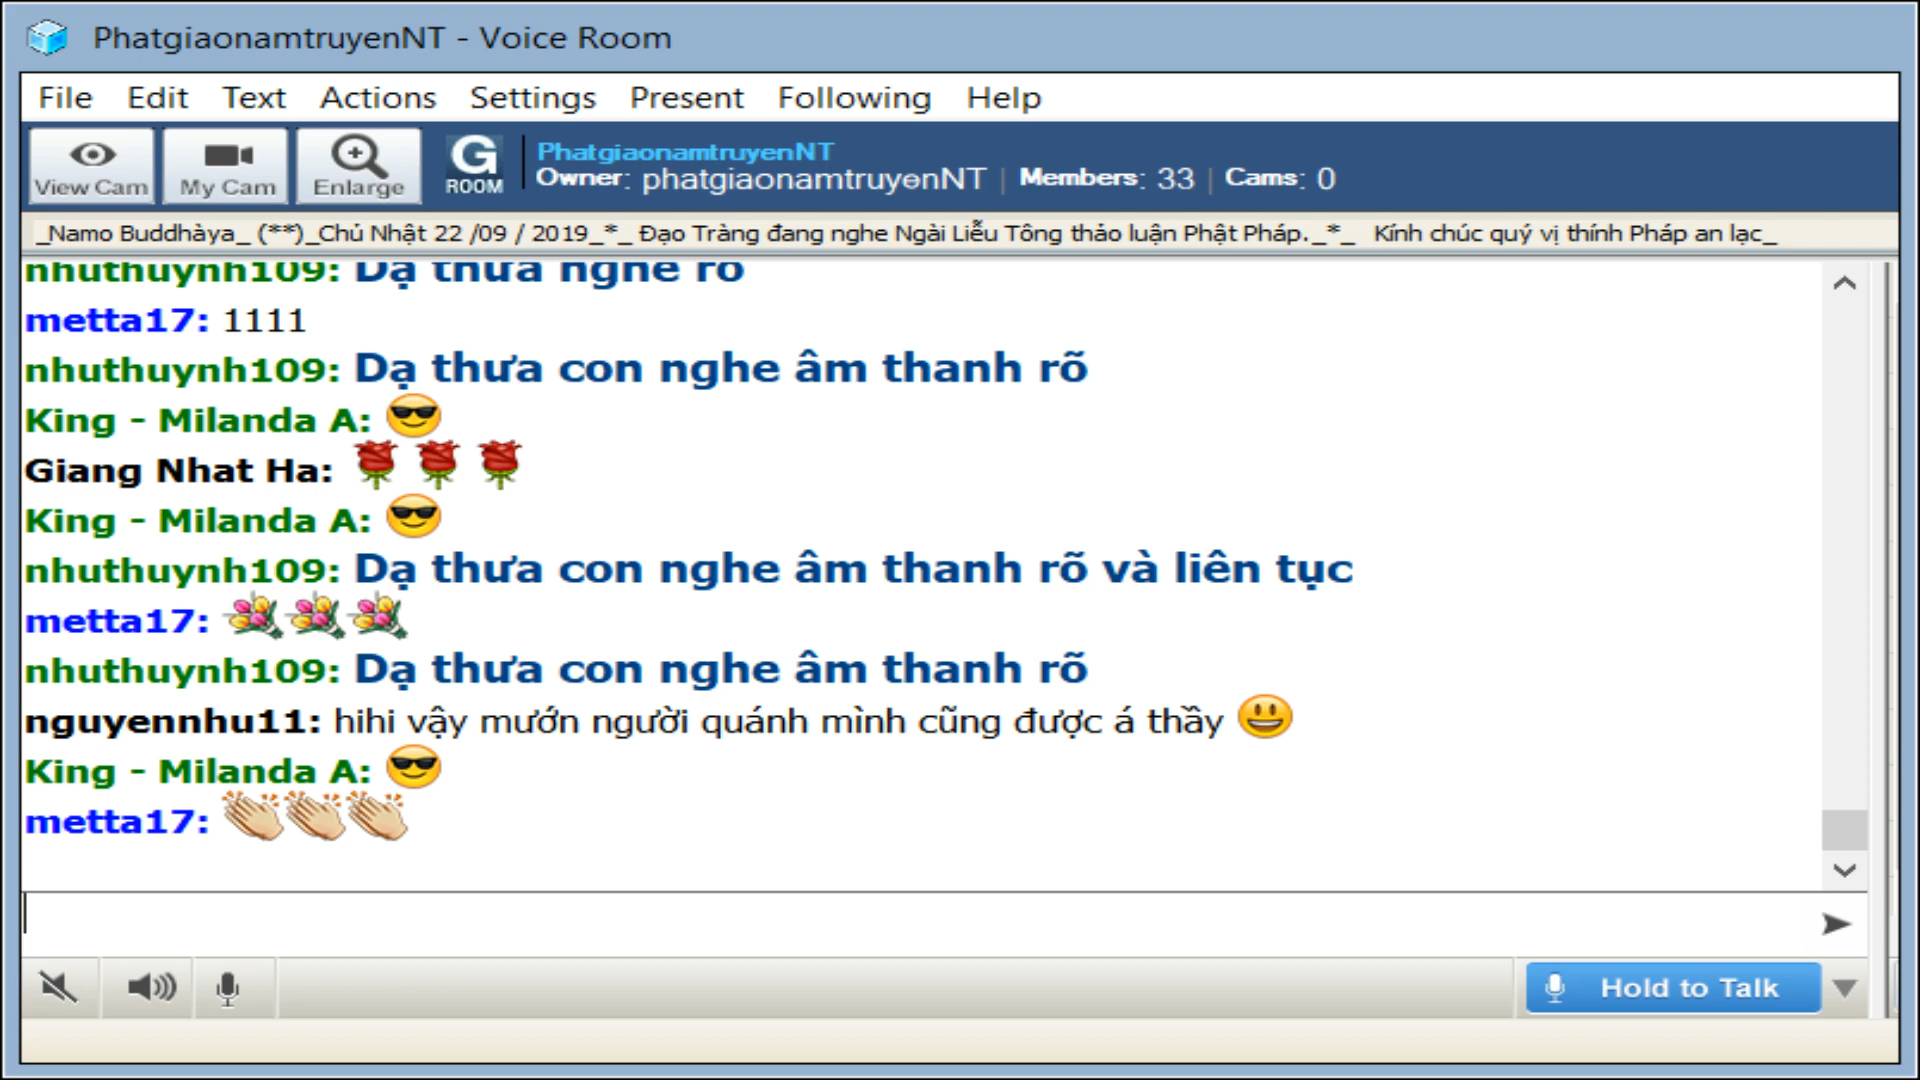 PhatgiaonamtruyenNT - Voice Room
File Edit Text Actions Settings Present Following Help
View Cam My Cam Enlarge G ROOM
PhatgiaonamtruyenNT
Owner: phatgiaonamtruyenNT | Members: 33 | Cams: 0
_Namo Buddhàya_ (**)_Chủ Nhật 22 /09 / 2019_*_ Đạo Tràng đang nghe Ngài Liễu Tông thảo luận Phật Pháp._*_ Kính chúc quý vị thính Pháp an lạc_
nhuthuynh109: Dạ thưa nghe rõ
metta17: 1111
nhuthuynh109: Dạ thưa con nghe âm thanh rõ
King - Milanda A: 😎
Giang Nhat Ha: 🌹🌹🌹
King - Milanda A: 😎
nhuthuynh109: Dạ thưa con nghe âm thanh rõ và liên tục
metta17: 💐💐💐
nhuthuynh109: Dạ thưa con nghe âm thanh rõ
nguyennhu11: hihi vậy mướn người quánh mình cũng được á thầy 😃
King - Milanda A: 😎
metta17: 👏👏👏
Hold to Talk